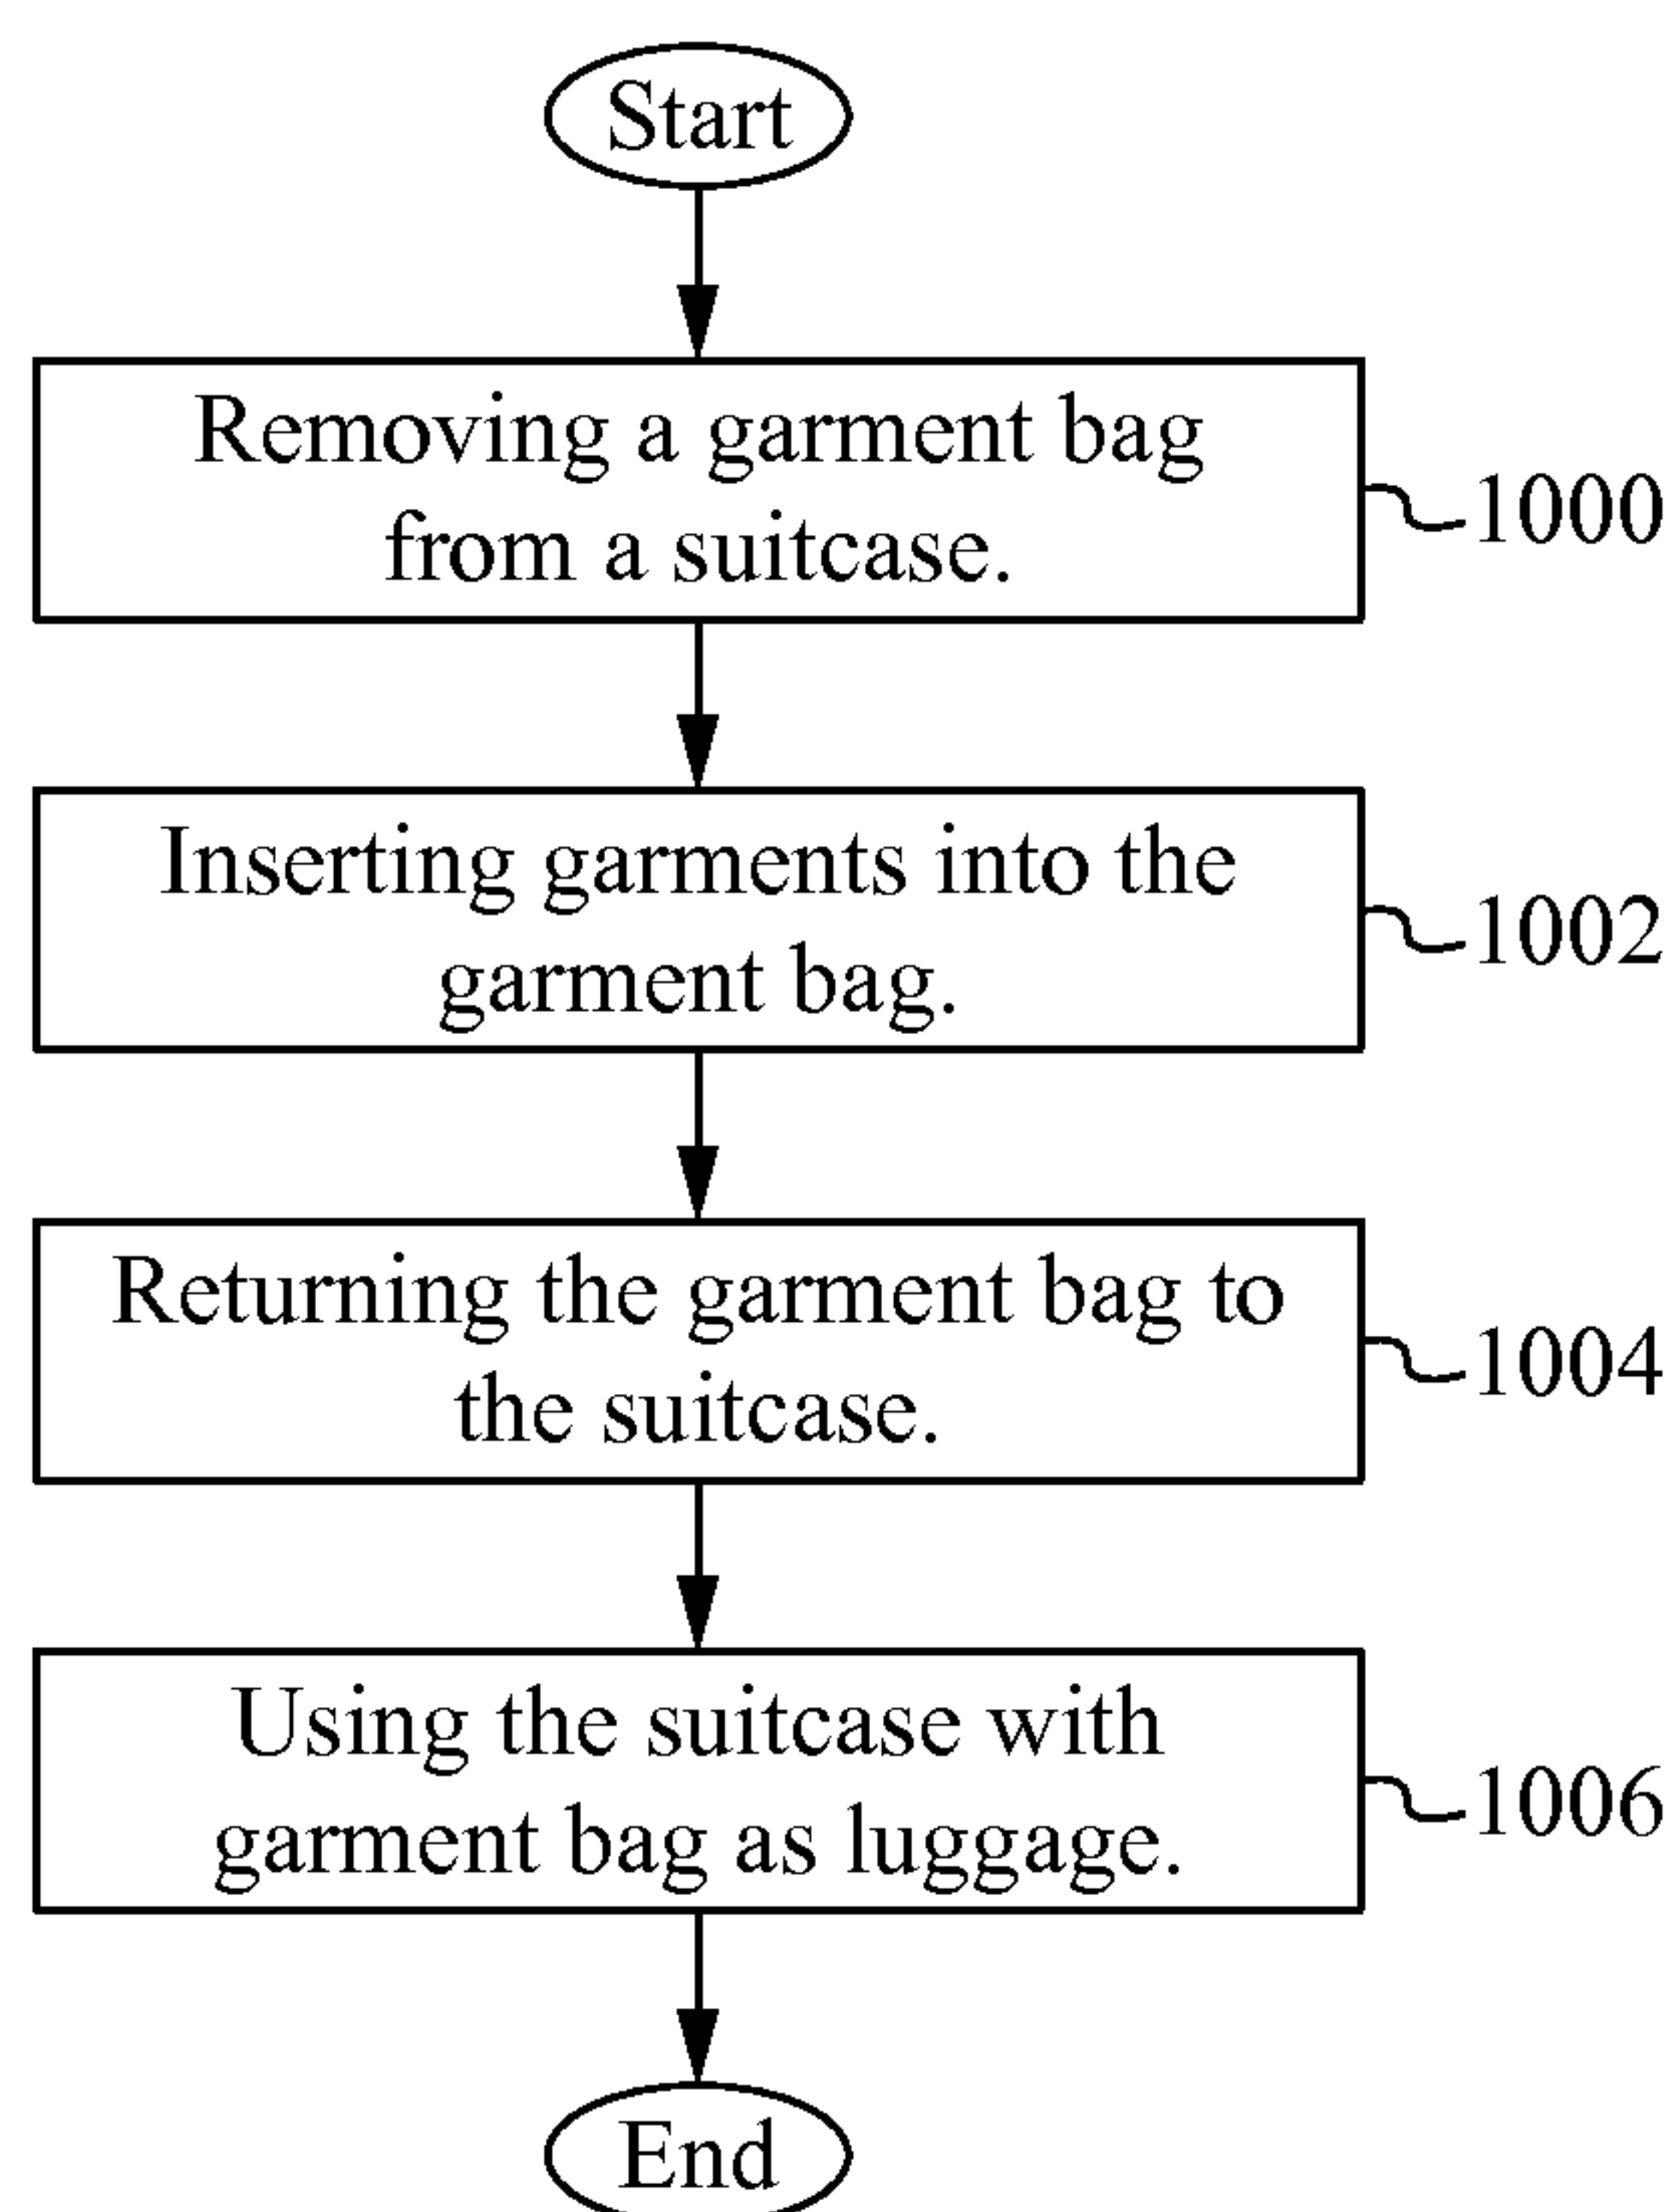 Start
Removing a garment bag
from a suitcase.
1000
Inserting garments into the
garment bag.
1002
Returning the garment bag to
the suitcase.
1004
Using the suitcase with
garment bag as luggage.
1006
End